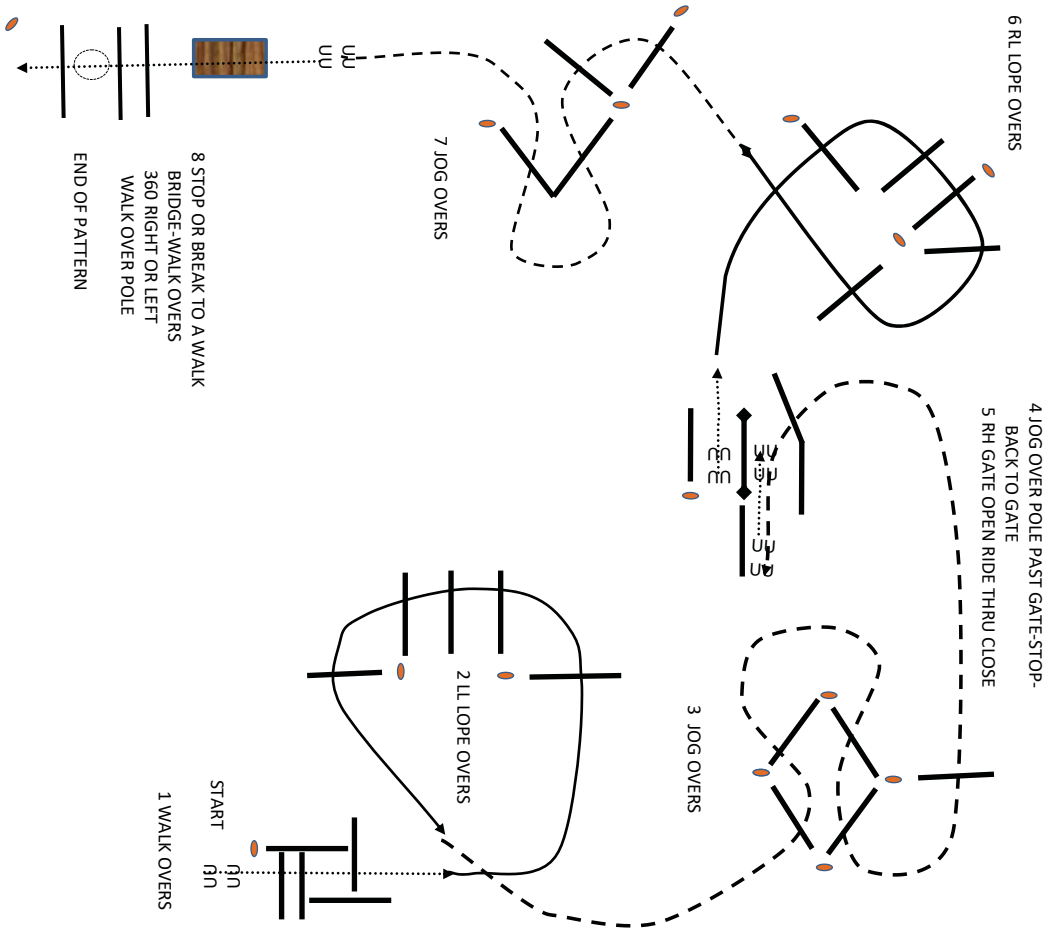 START
1 WALK OVERS
2 LL LOPE OVERS
3 JOG OVERS
4 JOG OVER POLE PAST GATE-STOP-
BACK TO GATE
5 RH GATE OPEN RIDE THRU CLOSE
6 RL LOPE OVERS
7 JOG OVERS
8 STOP OR BREAK TO A WALK
BRIDGE-WALK OVERS
360 RIGHT OR LEFT
WALK OVER POLE
END OF PATTERN